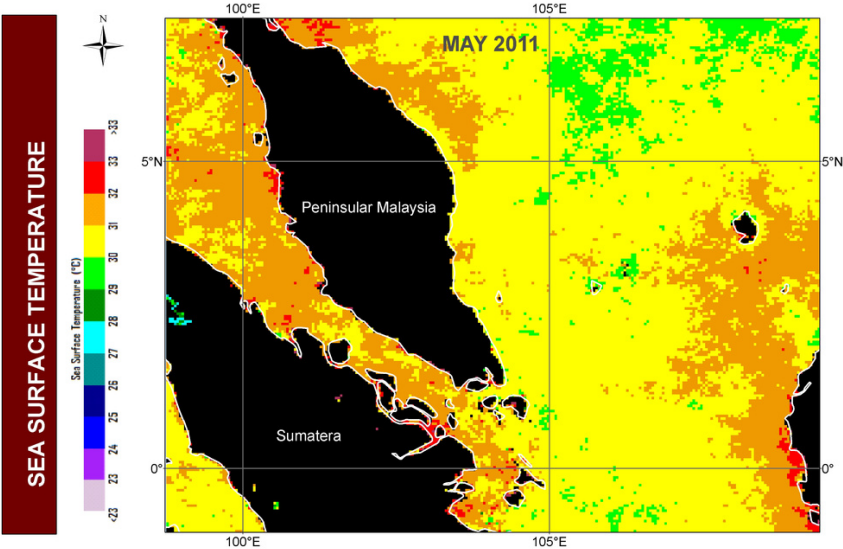 SEA SURFACE TEMPERATURE
N
Sea Surface Temperature (°C)
>33
33
32
31
30
29
28
27
26
25
24
23
<23
100°E
105°E
MAY 2011
5°N
5°N
Peninsular Malaysia
Sumatera
0°
0°
100°E
105°E